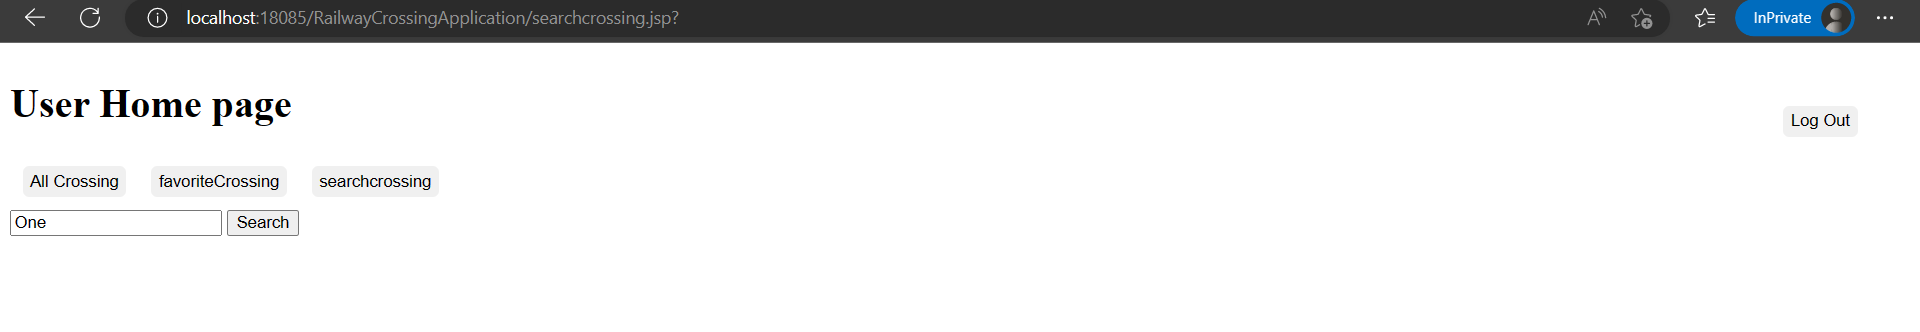 localhost:18085/RailwayCrossingApplication/searchcrossing.jsp? InPrivate
User Home page
Log Out
All Crossing favoriteCrossing searchcrossing
One Search